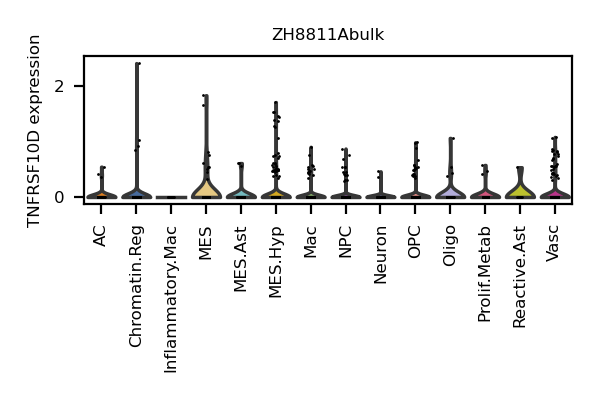 ZH8811Abulk
TNFRSF10D expression
2
0
AC
Chromatin.Reg
Inflammatory.Mac
MES
MES.Ast
MES.Hyp
Mac
NPC
Neuron
OPC
Oligo
Prolif.Metab
Reactive.Ast
Vasc